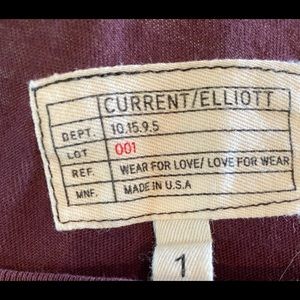 CURRENT/ELLIOTT
DEPT. 10.15.9.5
LOT 001
REF. WEAR FOR LOVE/ LOVE FOR WEAR
MNF. MADE IN U.S.A
1